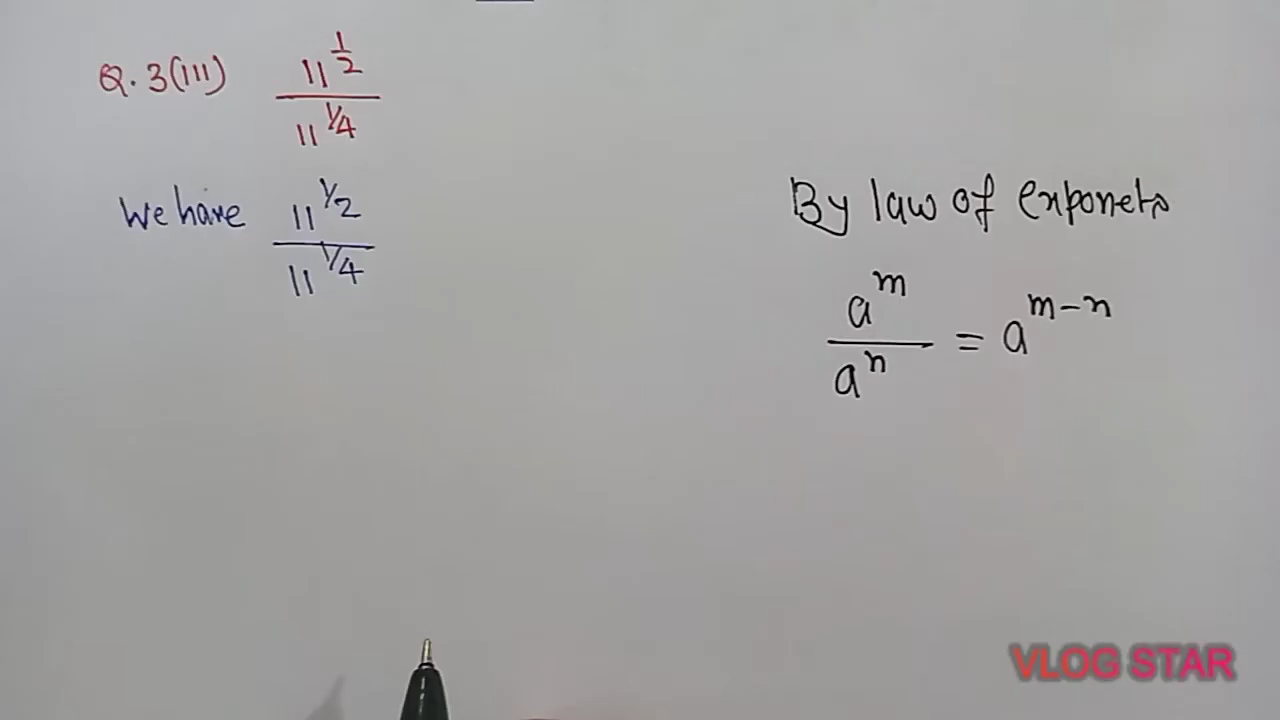 Q. 3(III) 11^1/2 / 11^1/4
We have 11^1/2 / 11^1/4
By law of exponets
a^m / a^n = a^m-n
VLOG STAR